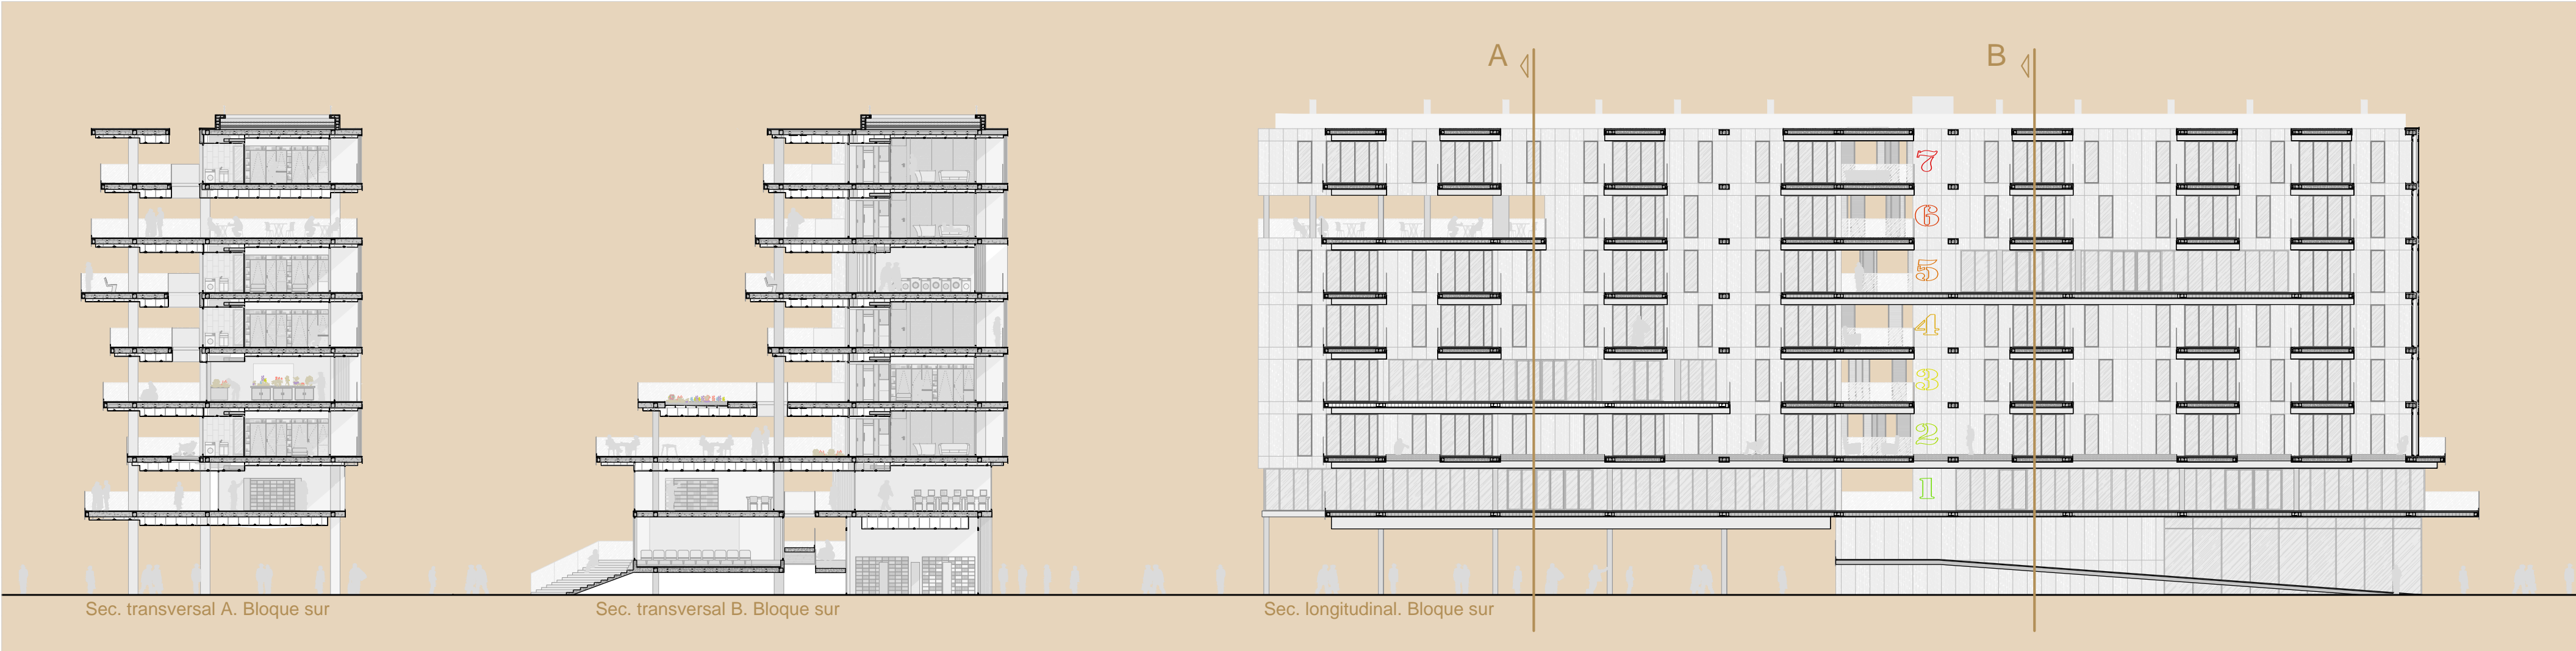 A
B
7
6
5
4
3
2
1
Sec. transversal A. Bloque sur
Sec. transversal B. Bloque sur
Sec. longitudinal. Bloque sur